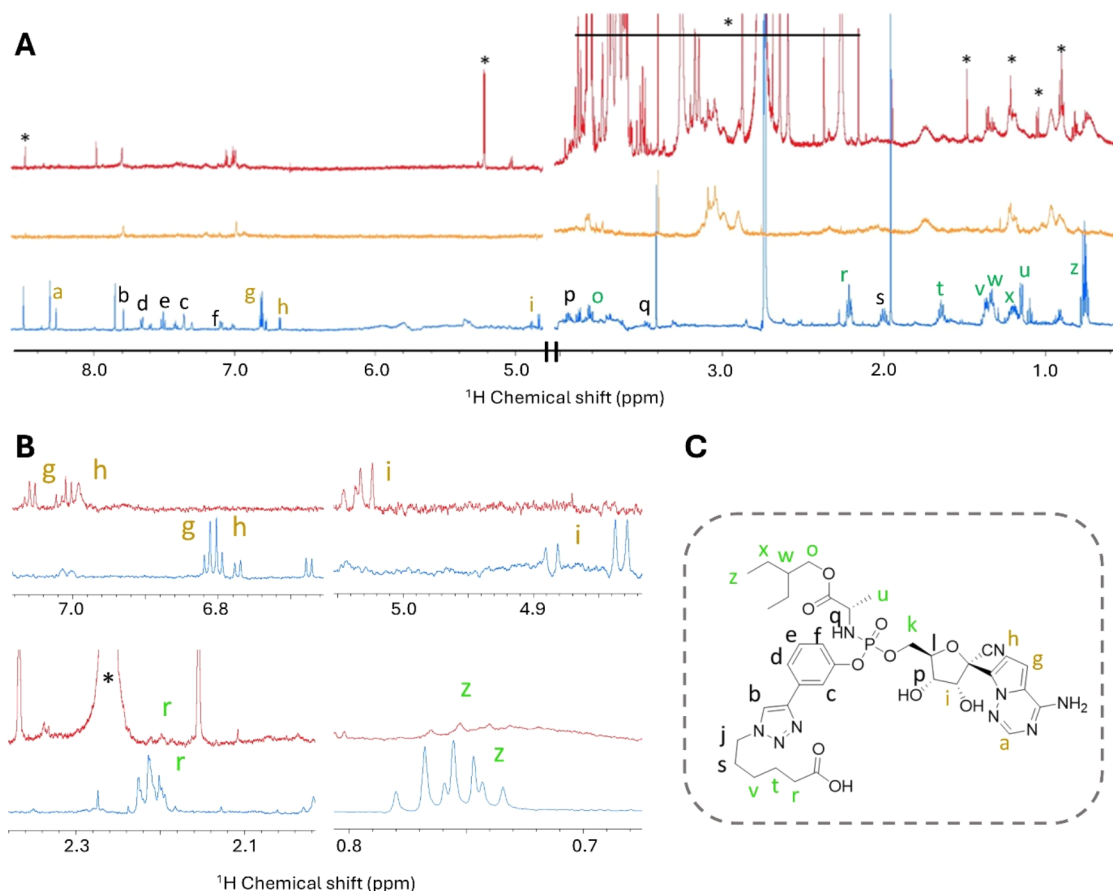 A
* * * * * *
a b d e c f g h i p o q r s t v w x u z
8.0 7.0 6.0 5.0 3.0 2.0 1.0
¹H Chemical shift (ppm)
B
g h i
g h i
7.0 6.8 5.0 4.9
* r z
r z
2.3 2.1 0.8 0.7
¹H Chemical shift (ppm)
C
x w o
z O
O u
q HN O k
e f P O l O CN h
d O O g
p
b c HO i OH N NH₂
N N
j N N N a
s O
v t r OH